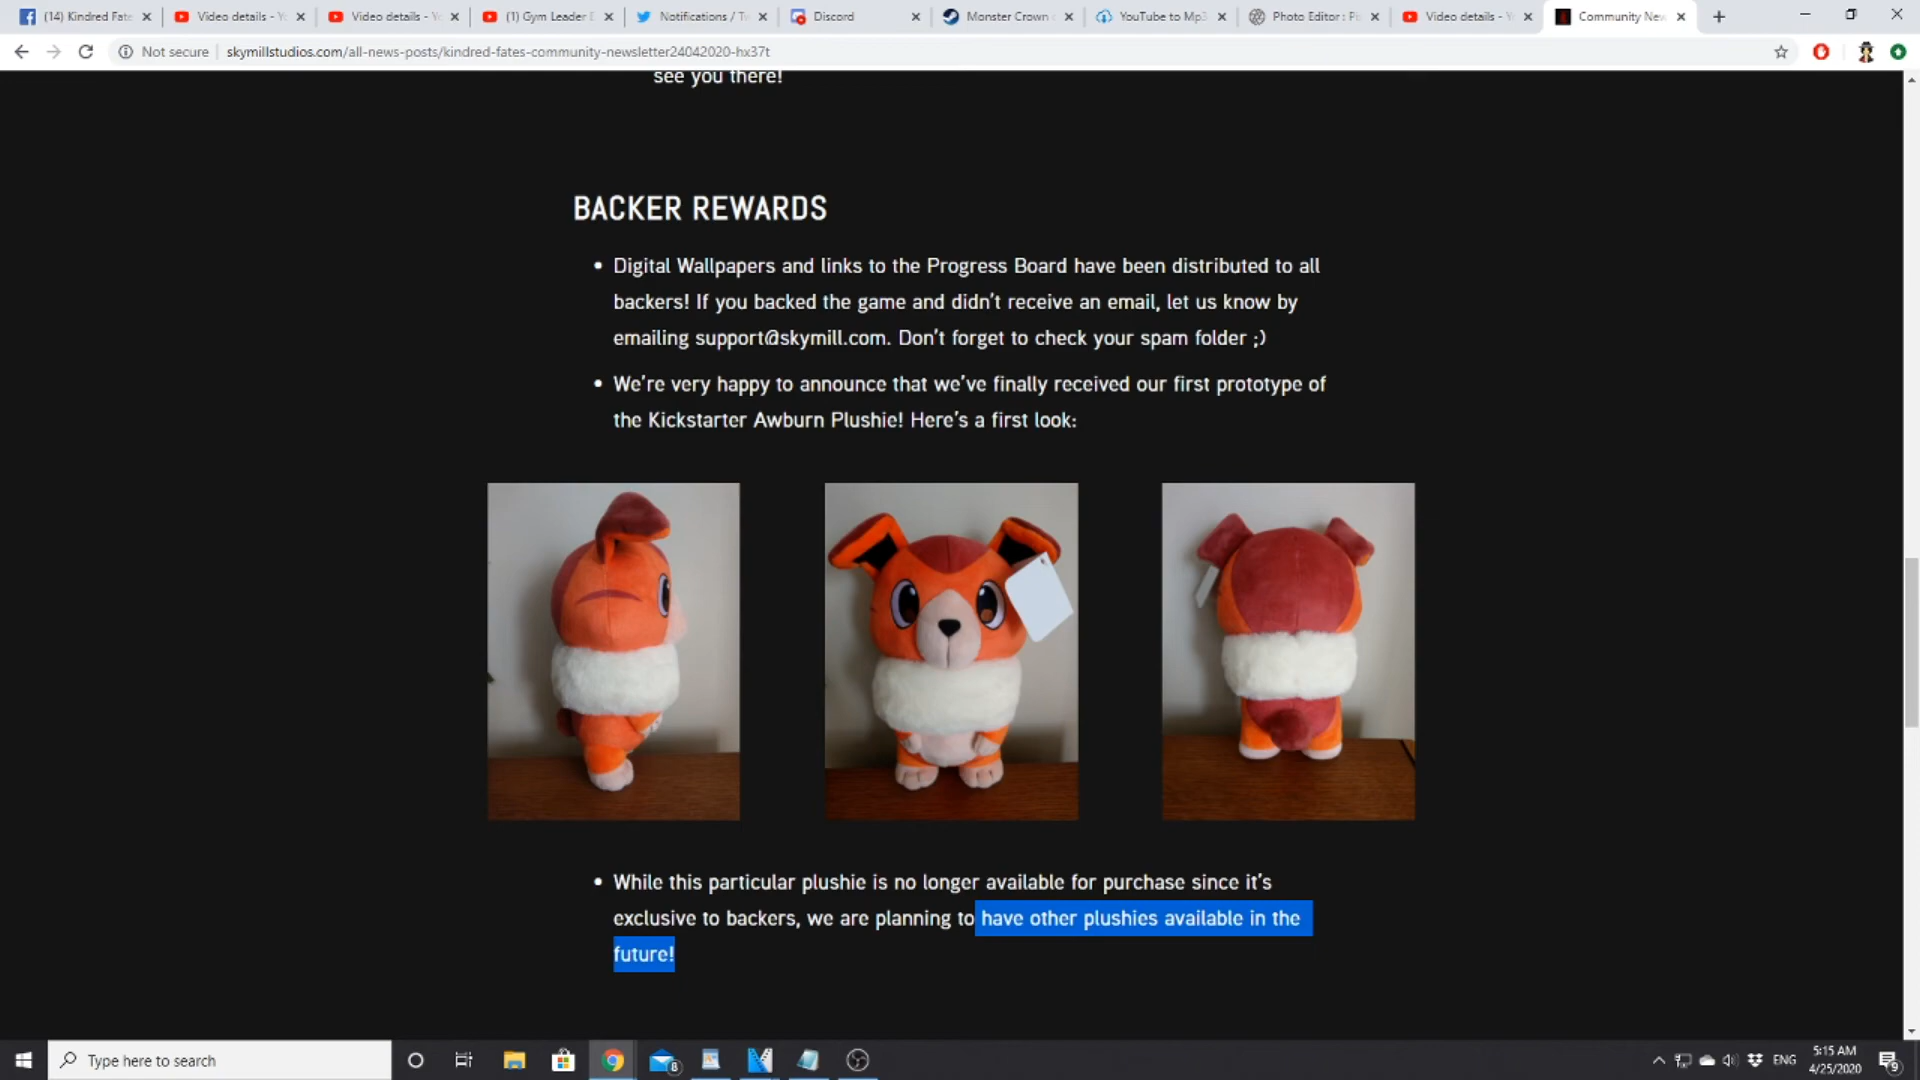 (14) Kindred Fate
Video details - Yo
Video details - Yo
(1) Gym Leader E
Notifications / Tw
Discord
Monster Crown
YouTube to Mp3
Photo Editor : Pi
Video details - Y
Community New
Not secure
skymillstudios.com/all-news-posts/kindred-fates-community-newsletter24042020-hx37t
see you there!
BACKER REWARDS
• Digital Wallpapers and links to the Progress Board have been distributed to all
backers! If you backed the game and didn't receive an email, let us know by
emailing support@skymill.com. Don't forget to check your spam folder ;)
• We're very happy to announce that we've finally received our first prototype of
the Kickstarter Awburn Plushie! Here's a first look:
• While this particular plushie is no longer available for purchase since it's
exclusive to backers, we are planning to have other plushies available in the
future!
Type here to search
8
ENG
5:15 AM
4/25/2020
9